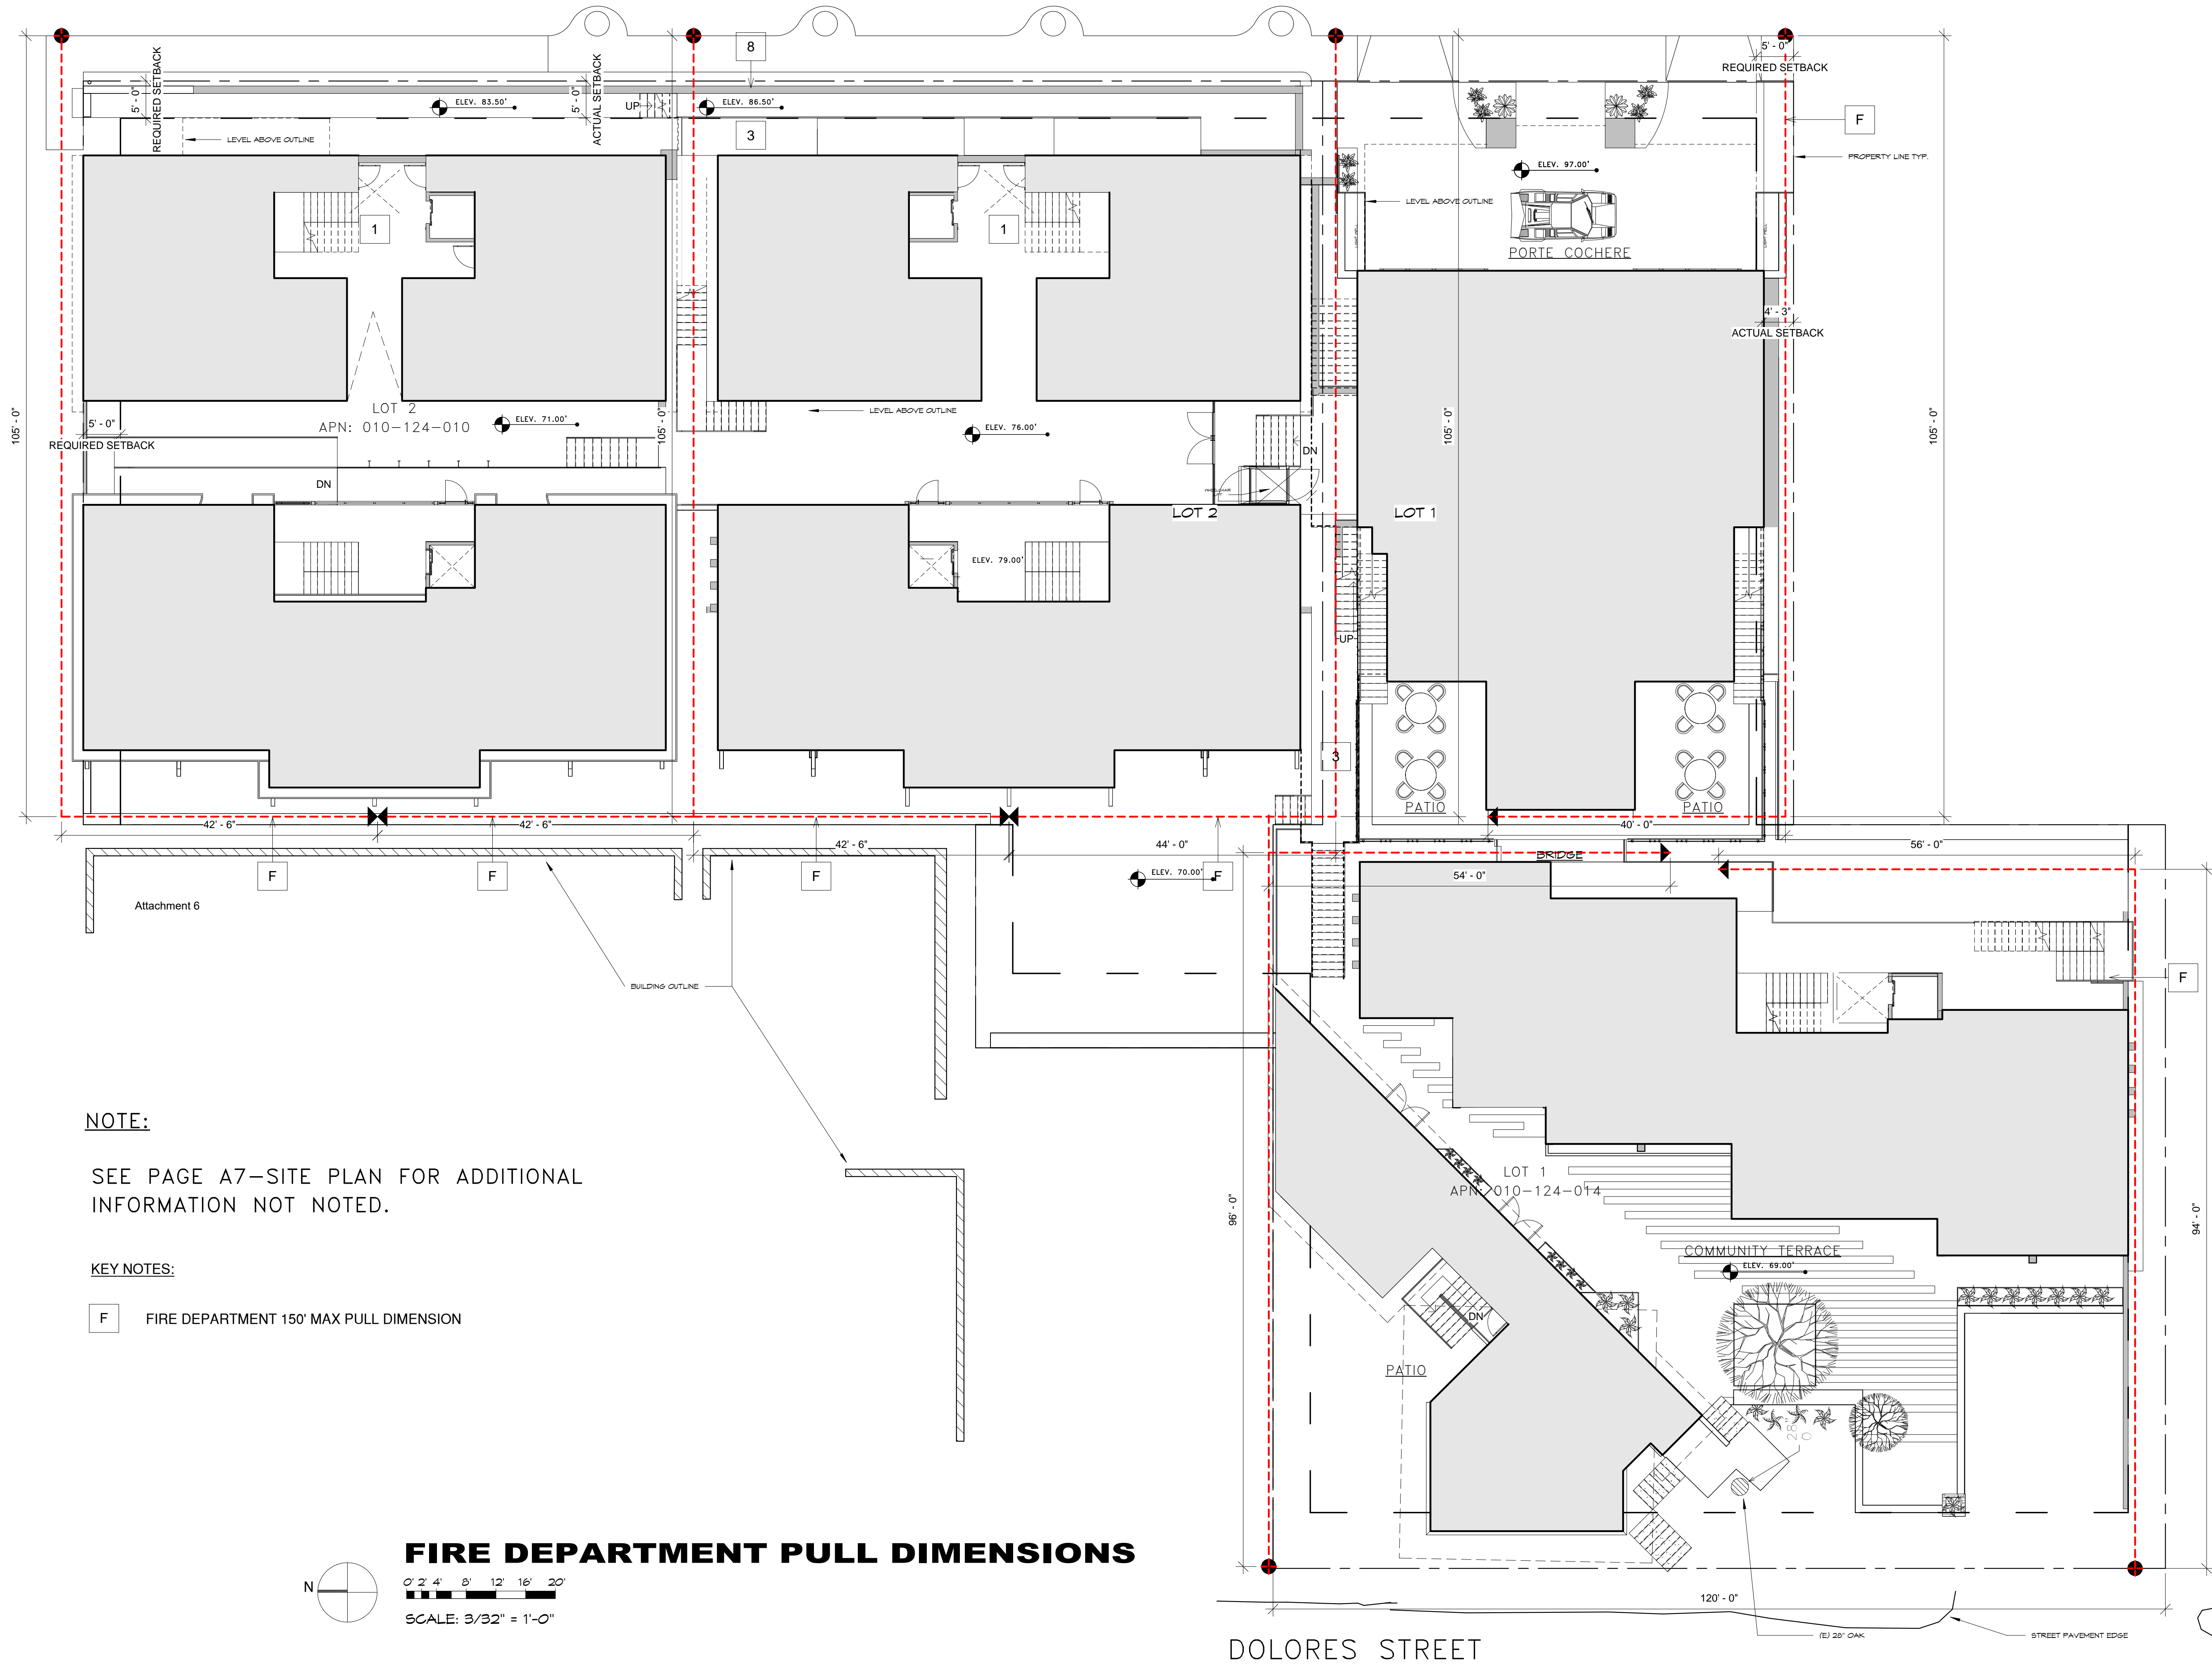 8
5' - 0"
REQUIRED SETBACK
5' - 0"
REQUIRED SETBACK
5' - 0"
ACTUAL SETBACK
UP
ELEV. 83.50'
ELEV. 86.50'
F
3
LEVEL ABOVE OUTLINE
PROPERTY LINE TYP.
ELEV. 97.00'
LEVEL ABOVE OUTLINE
1
1
LIGHT WELL
LIGHT WELL
PORTE COCHERE
4' - 3"
ACTUAL SETBACK
105' - 0"
LOT 2
APN: 010-124-010
5' - 0"
REQUIRED SETBACK
ELEV. 71.00'
105' - 0"
LEVEL ABOVE OUTLINE
ELEV. 76.00'
105' - 0"
105' - 0"
DN
DN
WHEELCHAIR
LOT 2
LOT 1
ELEV. 79.00'
UP
3
PATIO
PATIO
42' - 6"
42' - 6"
40' - 0"
42' - 6"
44' - 0"
BRIDGE
56' - 0"
F
F
F
ELEV. 70.00'
F
54' - 0"
Attachment 6
BUILDING OUTLINE
F
NOTE:
SEE PAGE A7-SITE PLAN FOR ADDITIONAL
INFORMATION NOT NOTED.
LOT 1
APN: 010-124-014
96' - 0"
94' - 0"
COMMUNITY TERRACE
ELEV. 69.00'
KEY NOTES:
F FIRE DEPARTMENT 150' MAX PULL DIMENSION
DN
PATIO
28"
O
FIRE DEPARTMENT PULL DIMENSIONS
N
0' 2' 4' 8' 12' 16' 20'
SCALE: 3/32" = 1'-0"
120' - 0"
(E) 28" OAK
STREET PAVEMENT EDGE
DOLORES STREET